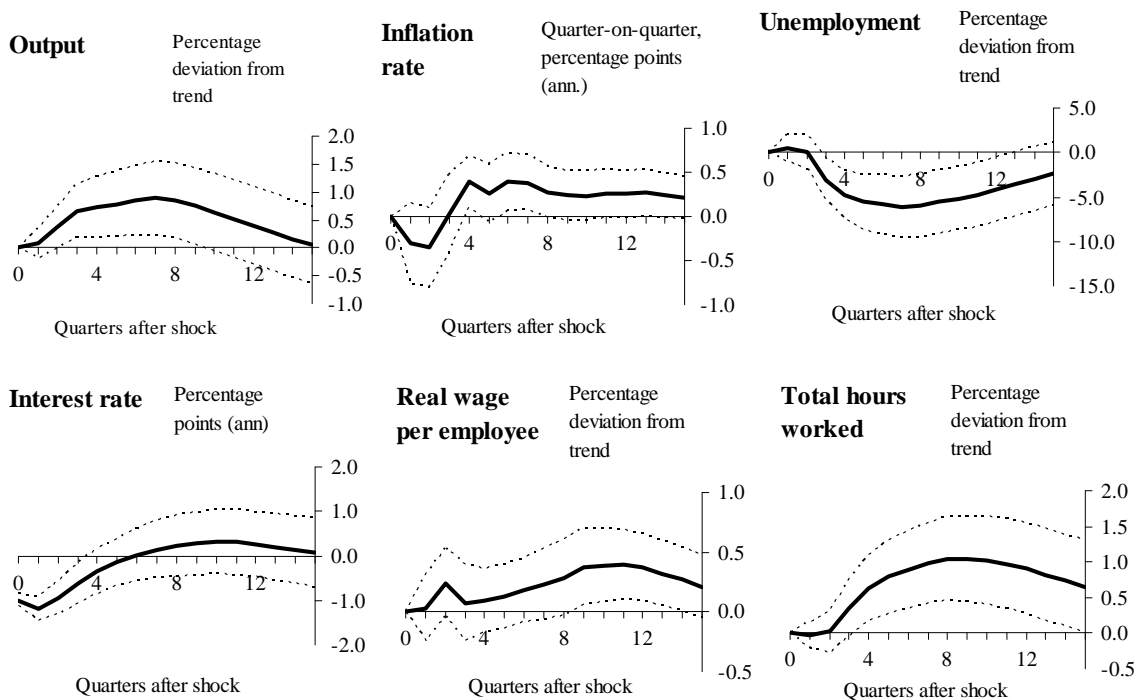 Output
Percentage
deviation from
trend
2.0
1.5
1.0
0.5
0.0
-0.5
-1.0
0
4
8
12
Quarters after shock
Inflation
rate
Quarter-on-quarter,
percentage points
(ann.)
1.0
0.5
0.0
-0.5
-1.0
0
4
8
12
Quarters after shock
Unemployment
Percentage
deviation from
trend
5.0
0.0
-5.0
-10.0
-15.0
0
4
8
12
Quarters after shock
Interest rate
Percentage
points (ann)
2.0
1.0
0.0
-1.0
-2.0
0
4
8
12
Quarters after shock
Real wage
per employee
Percentage
deviation from
trend
1.0
0.5
0.0
-0.5
0
4
8
12
Quarters after shock
Total hours
worked
Percentage
deviation from
trend
2.0
1.5
1.0
0.5
0.0
-0.5
0
4
8
12
Quarters after shock